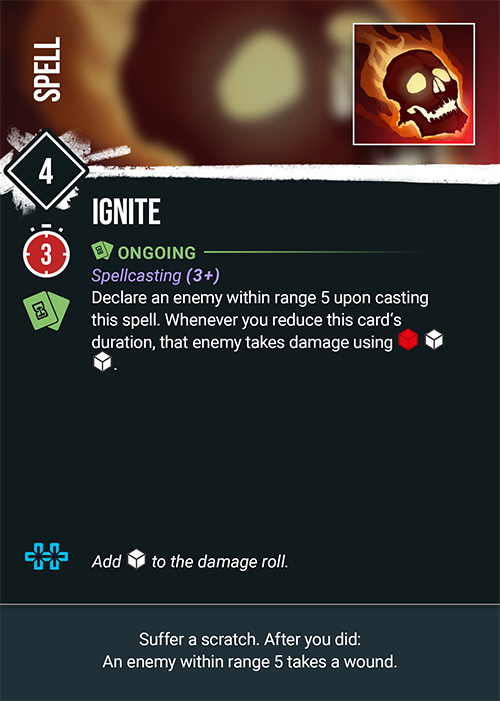 SPELL
4
IGNITE
3
ONGOING
Spellcasting (3+)
Declare an enemy within range 5 upon casting
this spell. Whenever you reduce this card's
duration, that enemy takes damage using
.
Add to the damage roll.
Suffer a scratch. After you did:
An enemy within range 5 takes a wound.